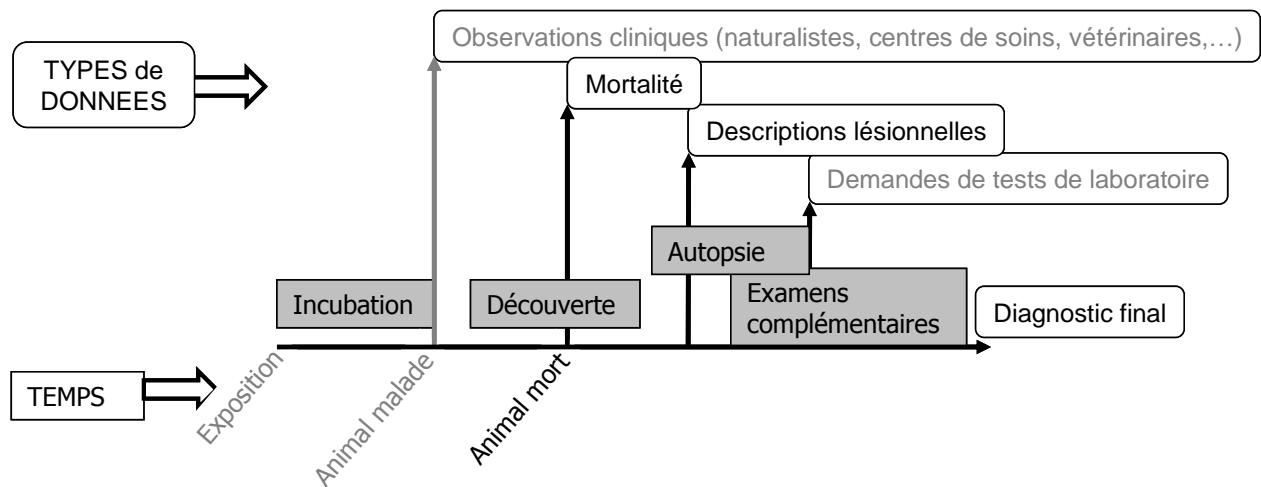 Observations cliniques (naturalistes, centres de soins, vétérinaires,…)
TYPES de
DONNEES
Mortalité
Descriptions lésionnelles
Demandes de tests de laboratoire
Autopsie
Incubation
Découverte
Examens
complémentaires
Diagnostic final
TEMPS
Exposition
Animal malade
Animal mort